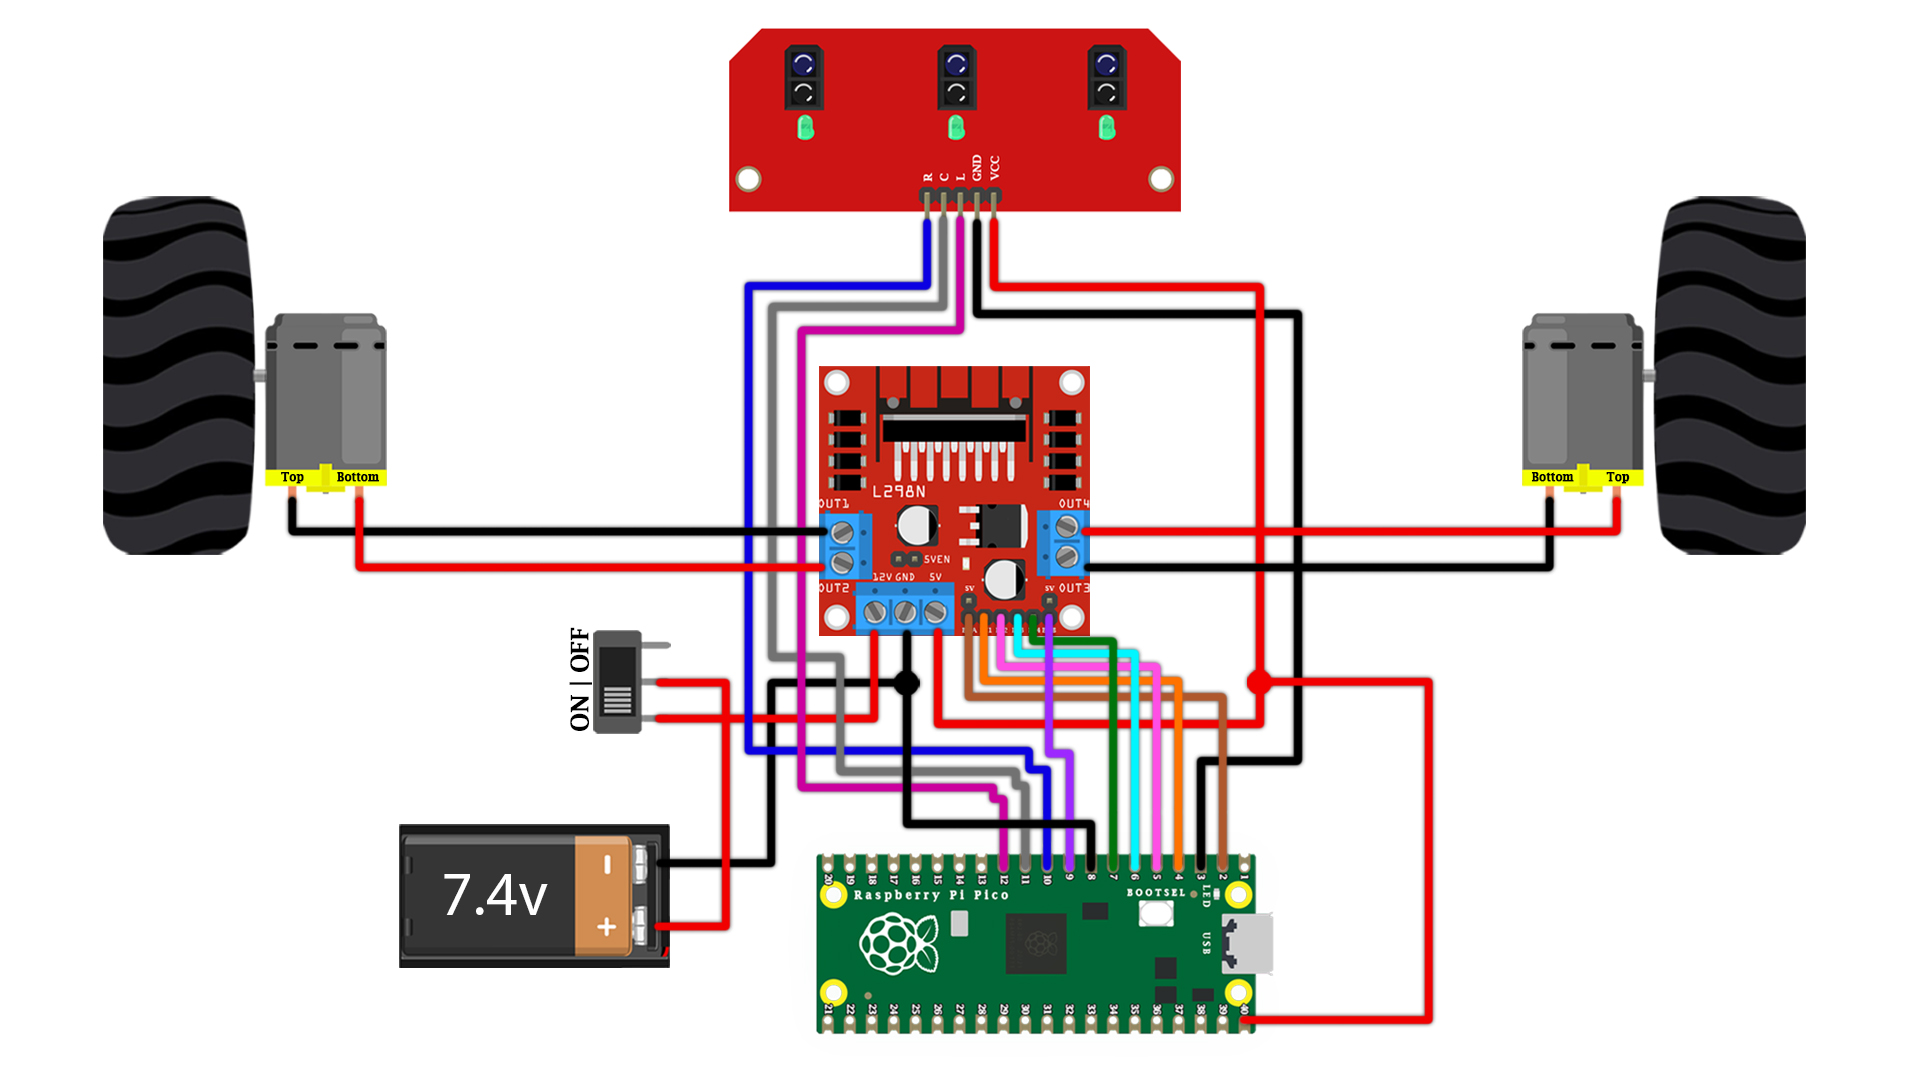 R C L GND VCC
Top Bottom
Bottom Top
L298N
OUT1
OUT4
5VEN
12V GND 5V
OUT2
5V
5V
OUT3
ON | OFF
7.4v
-
+
20 19 18 17 16 15 14 13 12 11 10 9 8 7 6 5 4 3 2 1
Raspberry Pi Pico
BOOTSEL
LED
USB
21 22 23 24 25 26 27 28 29 30 31 32 33 34 35 36 37 38 39 40